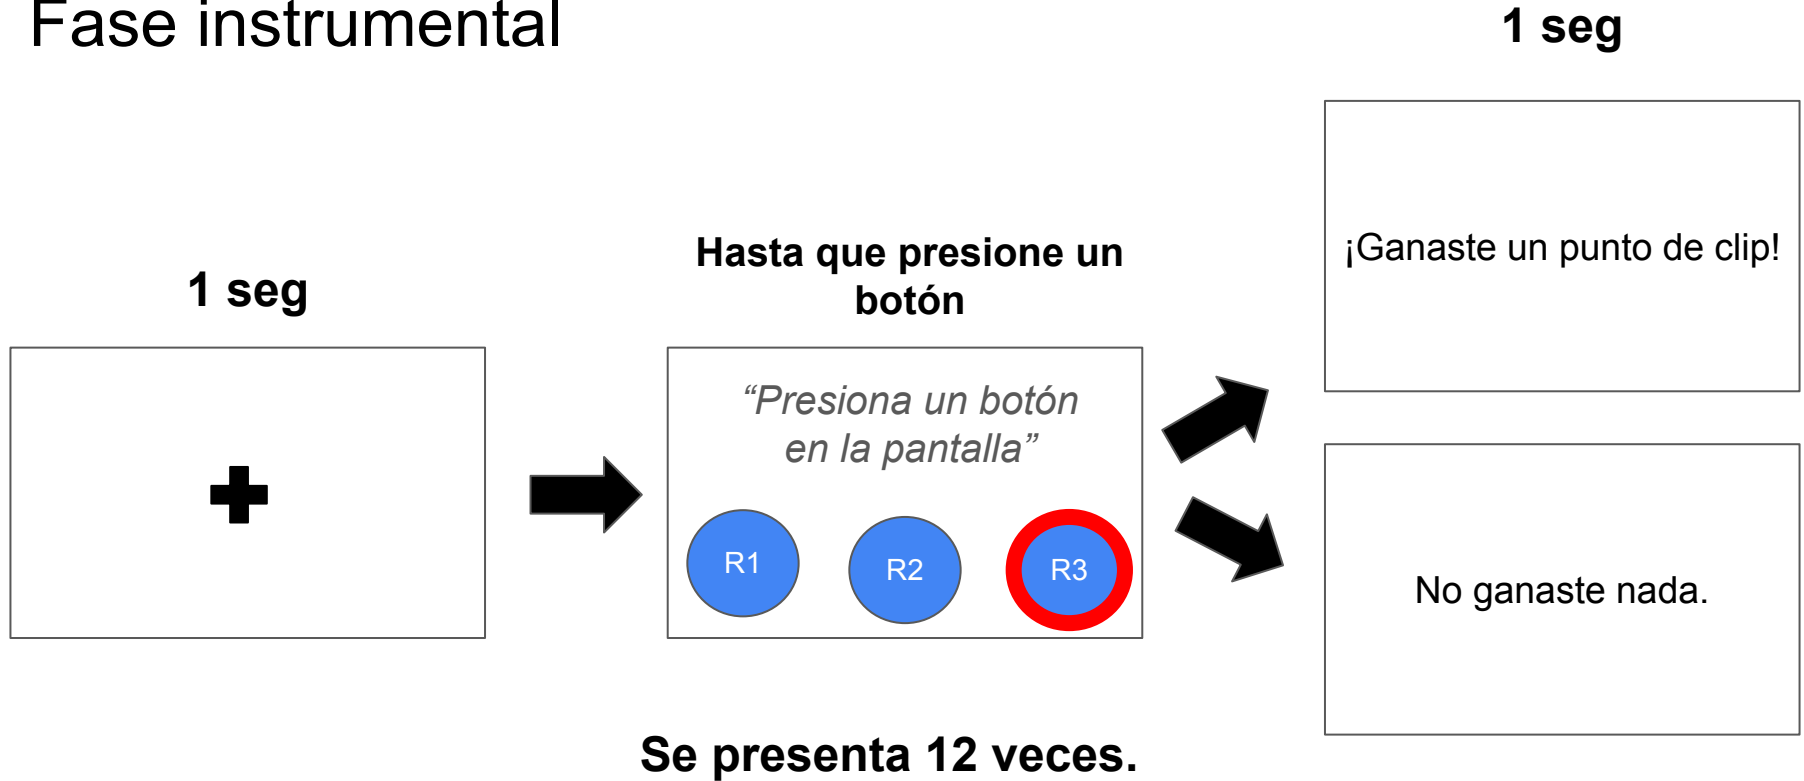 Fase instrumental
1 seg
+
Hasta que presione un
botón
“Presiona un botón
en la pantalla”
R1
R2
R3
1 seg
¡Ganaste un punto de clip!
No ganaste nada.
Se presenta 12 veces.